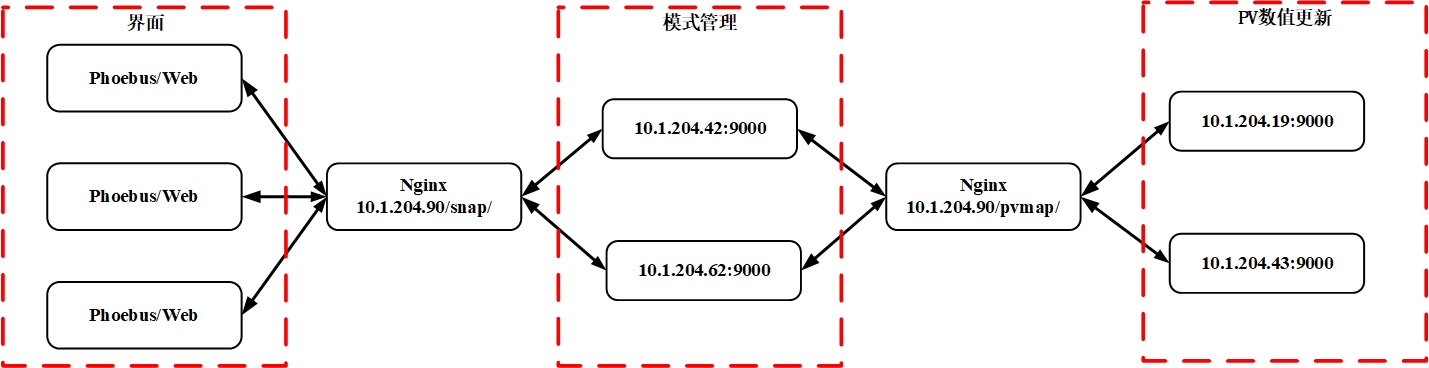 界面
Phoebus/Web
Phoebus/Web
Phoebus/Web
Nginx
10.1.204.90/snap/
模式管理
10.1.204.42:9000
10.1.204.62:9000
Nginx
10.1.204.90/pvmap/
PV数值更新
10.1.204.19:9000
10.1.204.43:9000